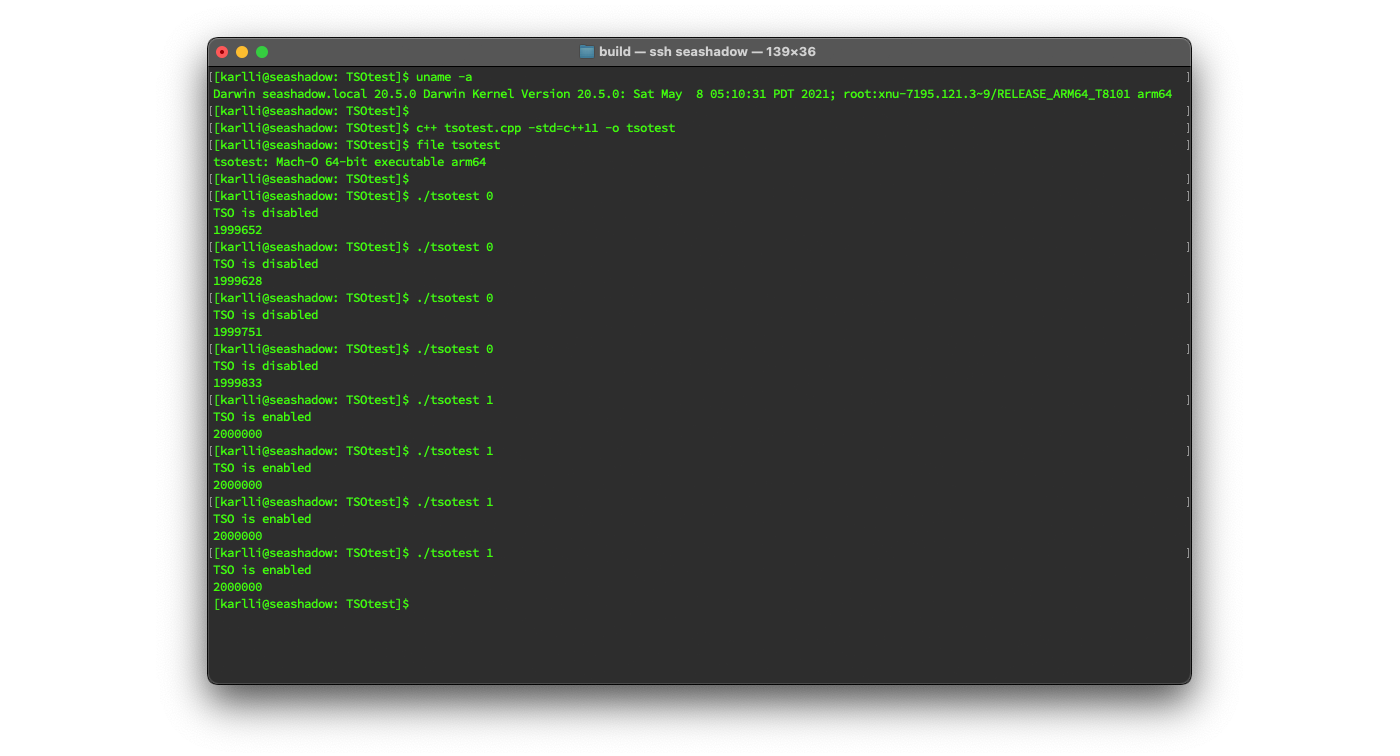 build — ssh seashadow — 139×36
[[karlli@seashadow: TSOtest]$ uname -a ]
Darwin seashadow.local 20.5.0 Darwin Kernel Version 20.5.0: Sat May  8 05:10:31 PDT 2021; root:xnu-7195.121.3~9/RELEASE_ARM64_T8101 arm64
[[karlli@seashadow: TSOtest]$ ]
[[karlli@seashadow: TSOtest]$ c++ tsotest.cpp -std=c++11 -o tsotest ]
[[karlli@seashadow: TSOtest]$ file tsotest ]
tsotest: Mach-O 64-bit executable arm64
[[karlli@seashadow: TSOtest]$ ]
[[karlli@seashadow: TSOtest]$ ./tsotest 0 ]
TSO is disabled
1999652
[[karlli@seashadow: TSOtest]$ ./tsotest 0 ]
TSO is disabled
1999628
[[karlli@seashadow: TSOtest]$ ./tsotest 0 ]
TSO is disabled
1999751
[[karlli@seashadow: TSOtest]$ ./tsotest 0 ]
TSO is disabled
1999833
[[karlli@seashadow: TSOtest]$ ./tsotest 1 ]
TSO is enabled
2000000
[[karlli@seashadow: TSOtest]$ ./tsotest 1 ]
TSO is enabled
2000000
[[karlli@seashadow: TSOtest]$ ./tsotest 1 ]
TSO is enabled
2000000
[[karlli@seashadow: TSOtest]$ ./tsotest 1 ]
TSO is enabled
2000000
[karlli@seashadow: TSOtest]$